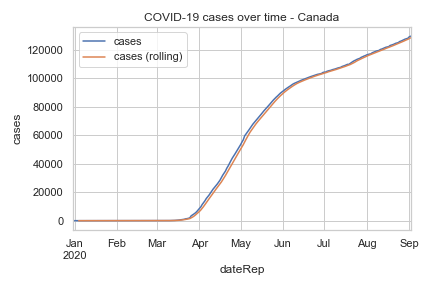 COVID-19 cases over time - Canada
cases
cases (rolling)
120000
100000
80000
60000
40000
20000
0
cases
Jan Feb Mar Apr May Jun Jul Aug Sep
2020
dateRep